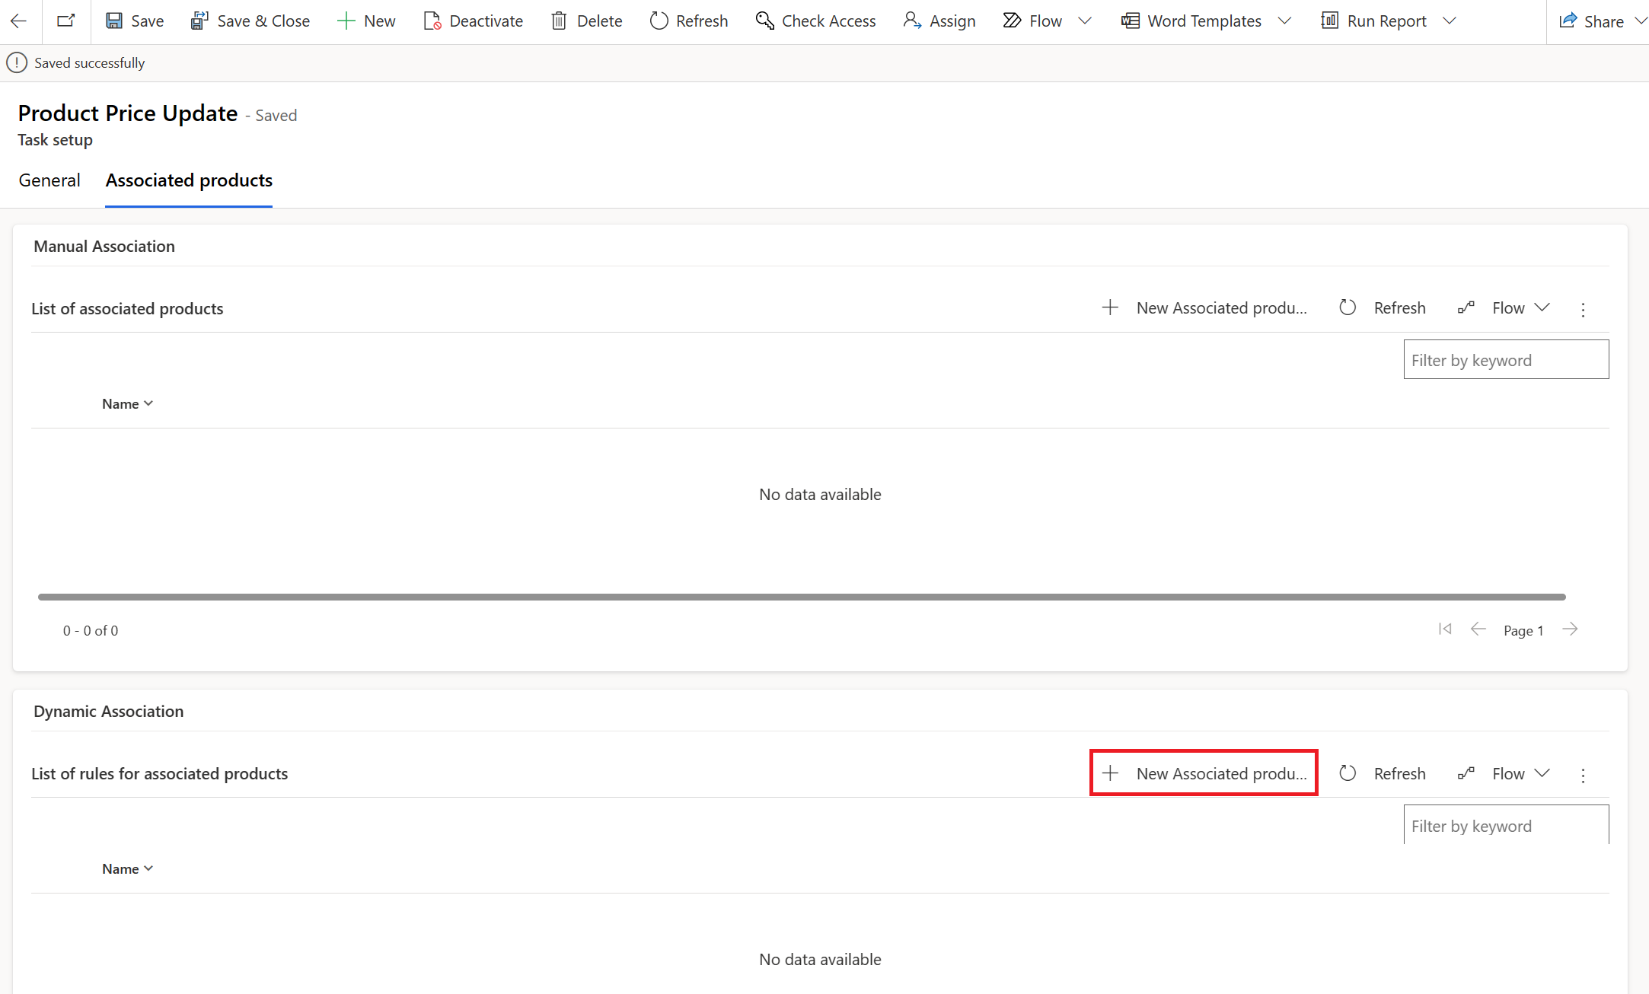 Save Save & Close New Deactivate Delete Refresh Check Access Assign Flow Word Templates Run Report Share
Saved successfully
Product Price Update - Saved
Task setup
General Associated products
Manual Association
List of associated products New Associated produ... Refresh Flow
Filter by keyword
Name
No data available
0 - 0 of 0 Page 1
Dynamic Association
List of rules for associated products New Associated produ... Refresh Flow
Filter by keyword
Name
No data available